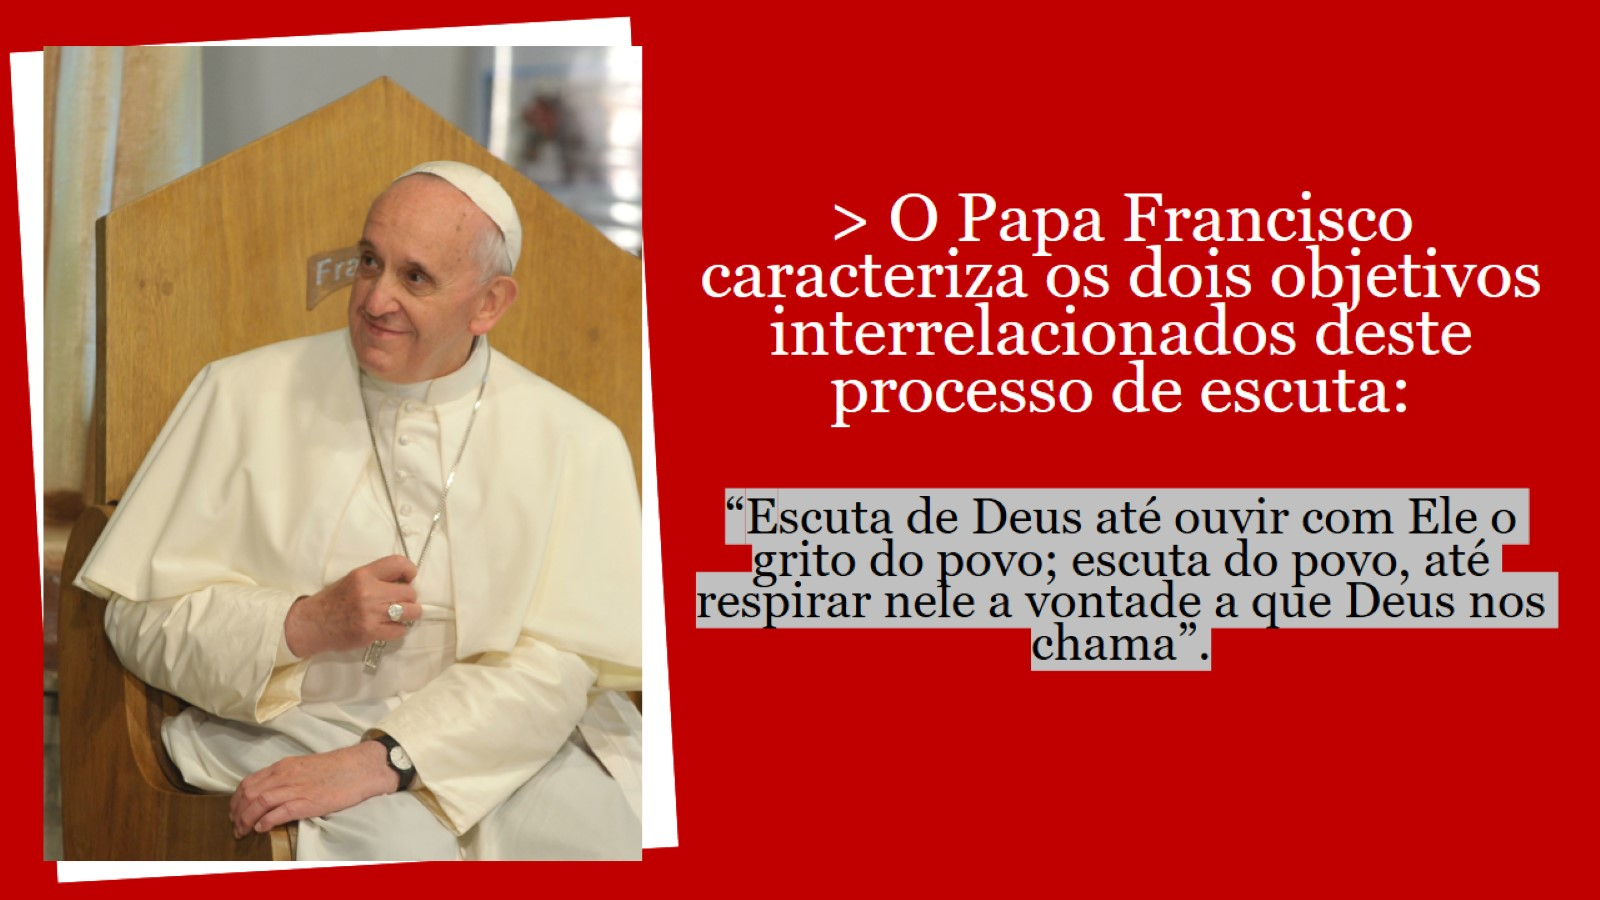 Fra
> O Papa Francisco
caracteriza os dois objetivos
interrelacionados deste
processo de escuta:
“Escuta de Deus até ouvir com Ele o
grito do povo; escuta do povo, até
respirar nele a vontade a que Deus nos
chama”.